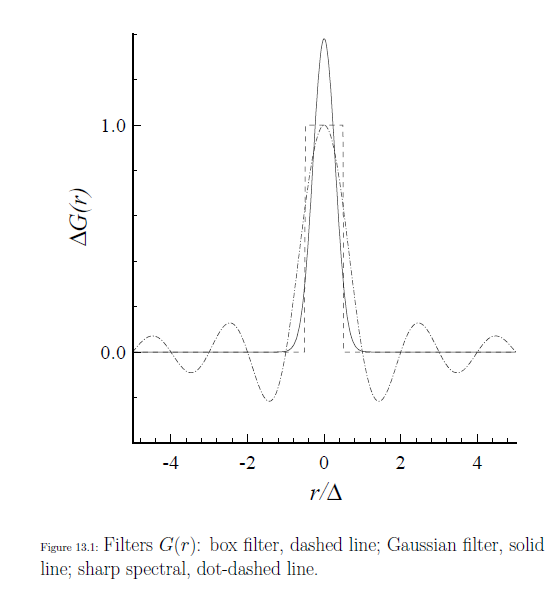 1.0
ΔG(r)
0.0
-4 -2 0 2 4
r/Δ
Figure 13.1: Filters G(r): box filter, dashed line; Gaussian filter, solid
line; sharp spectral, dot-dashed line.